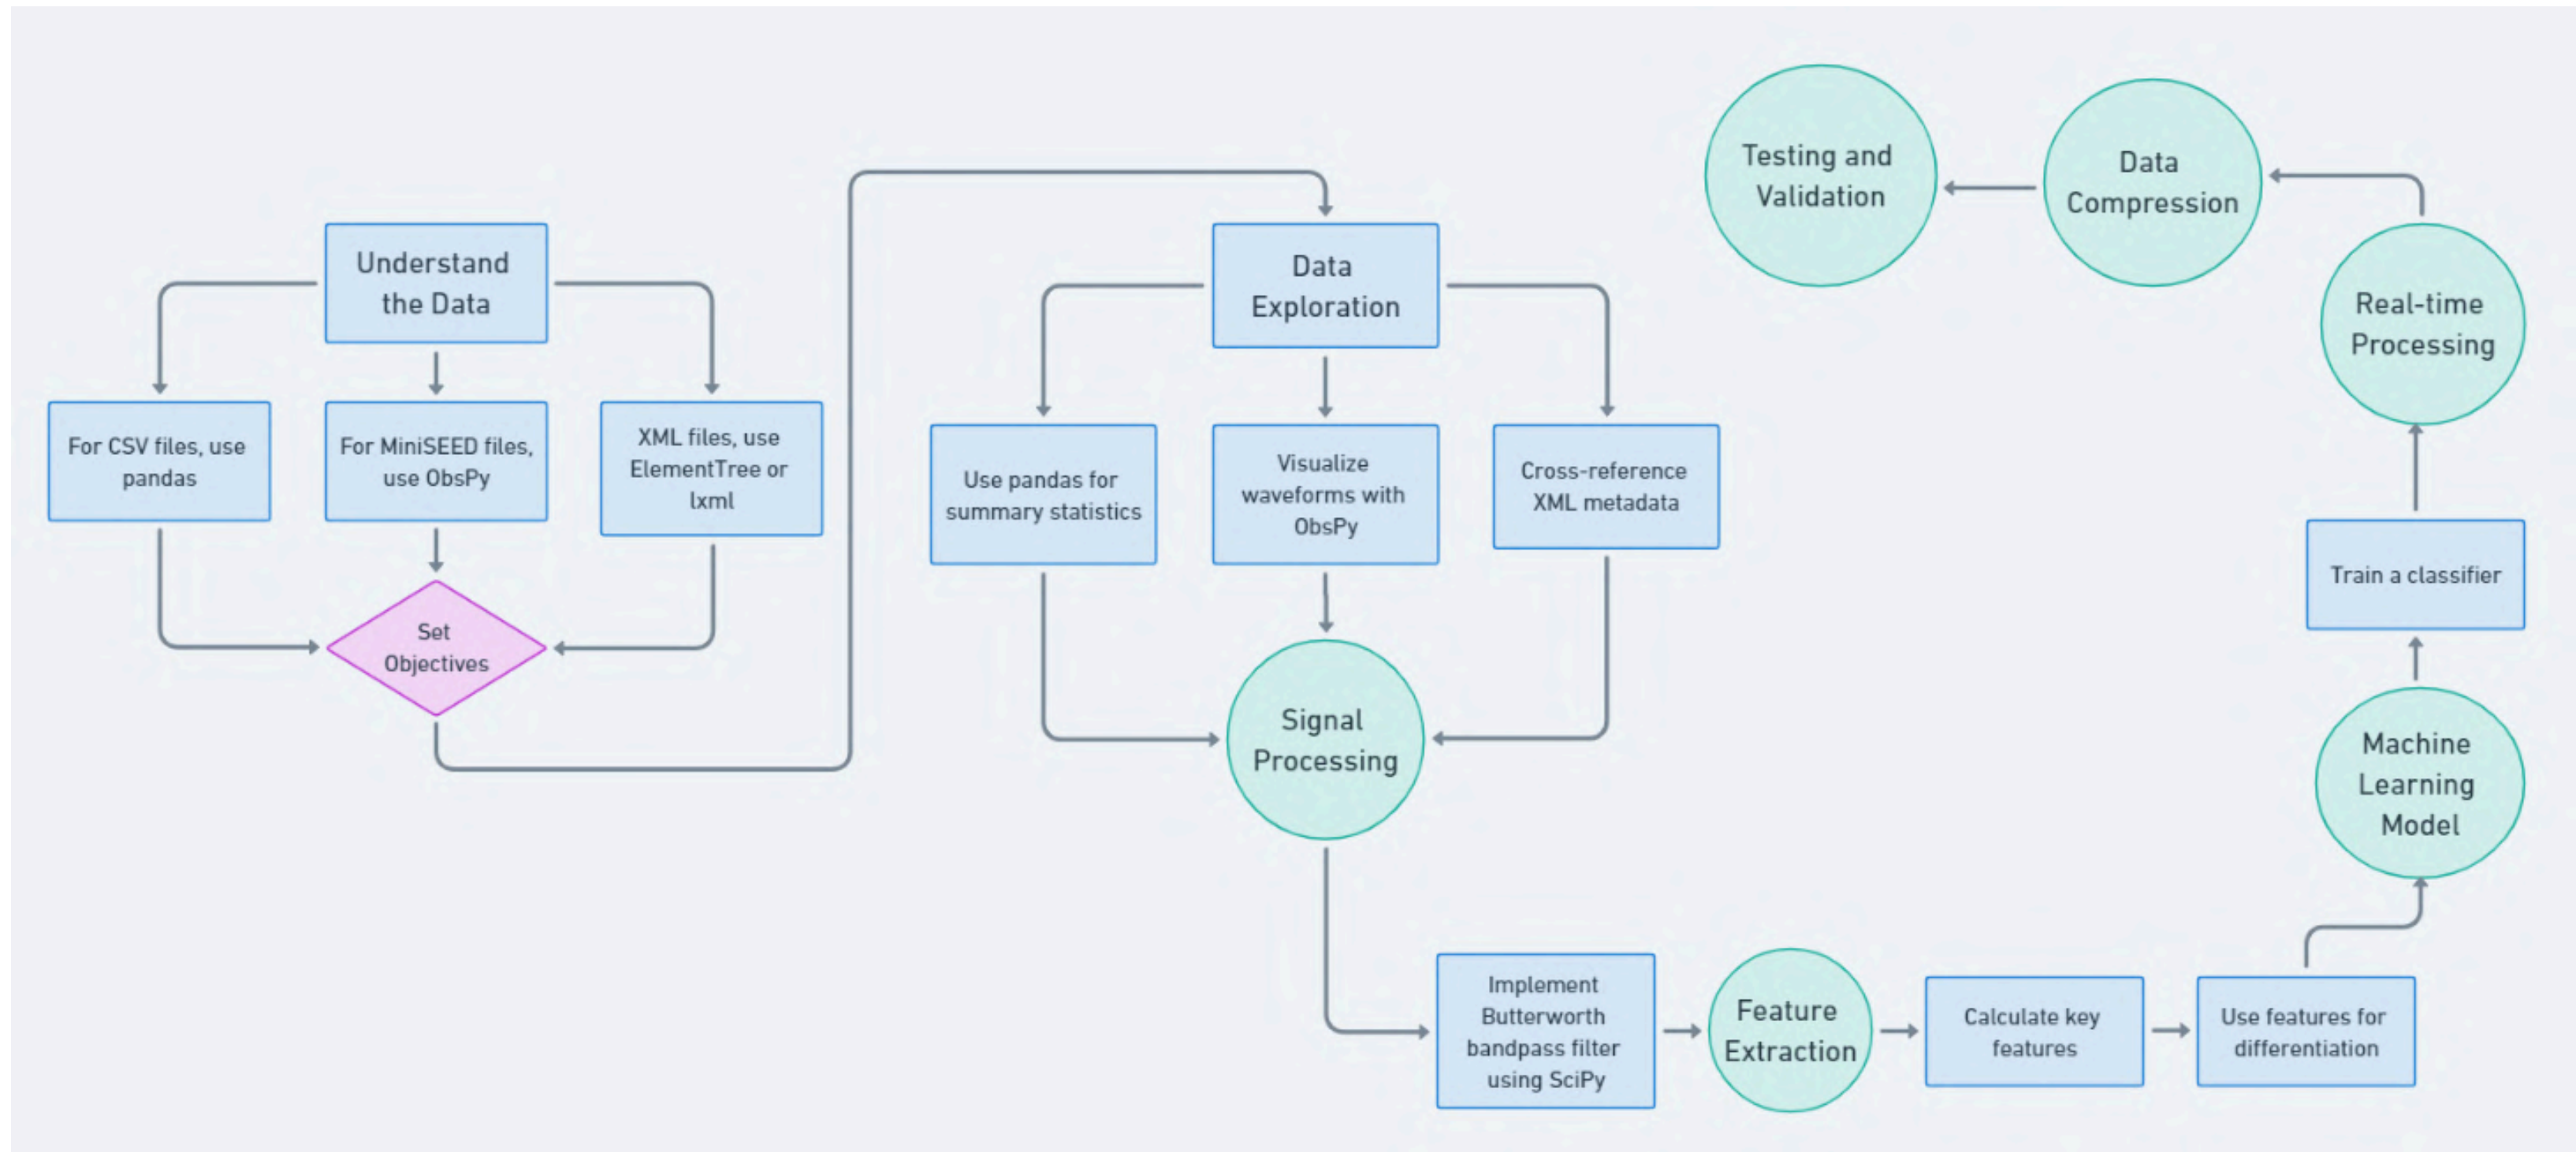 Understand
the Data
For CSV files, use
pandas
For MiniSEED files,
use ObsPy
XML files, use
ElementTree or
lxml
Set
Objectives
Data
Exploration
Use pandas for
summary statistics
Visualize
waveforms with
ObsPy
Cross-reference
XML metadata
Signal
Processing
Implement
Butterworth
bandpass filter
using SciPy
Feature
Extraction
Calculate key
features
Use features for
differentiation
Machine
Learning
Model
Train a classifier
Real-time
Processing
Data
Compression
Testing and
Validation